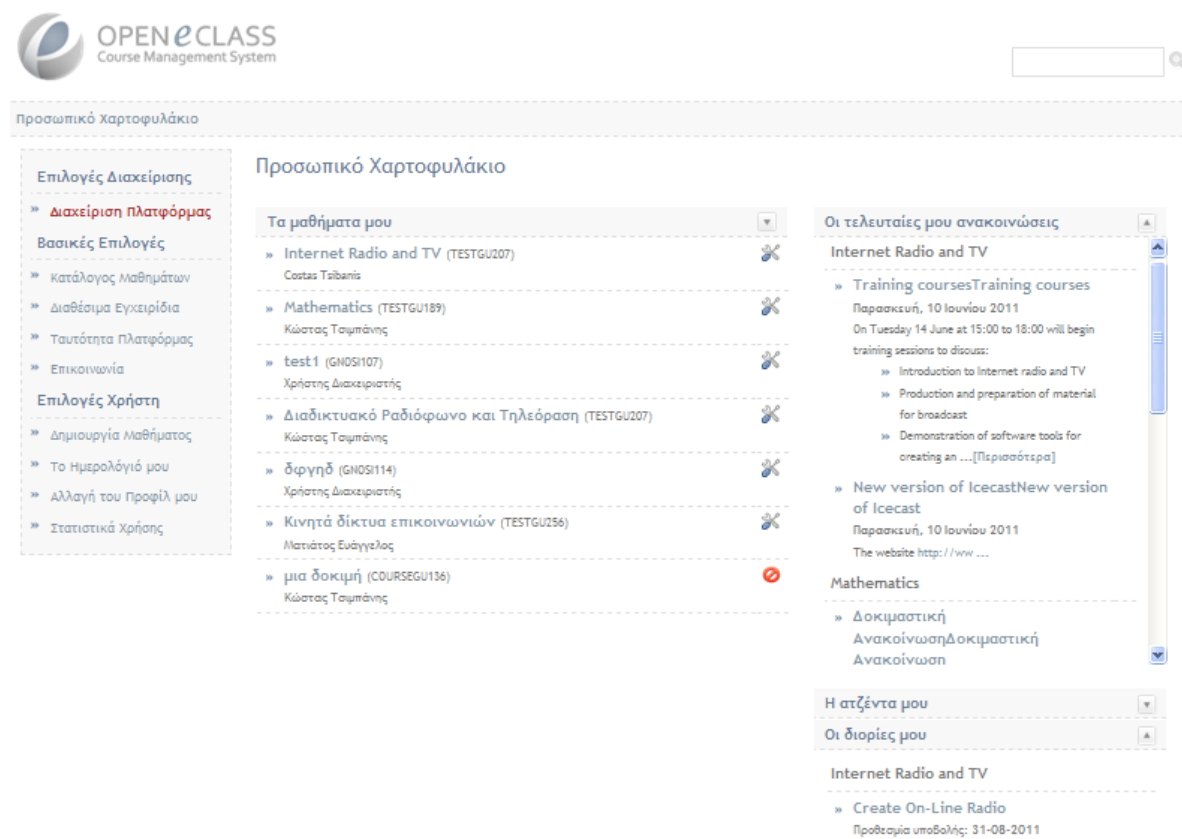 OPEN eCLASS
Course Management System
Προσωπικό Χαρτοφυλάκιο
Επιλογές Διαχείρισης
» Διαχείριση Πλατφόρμας
Βασικές Επιλογές
» Κατάλογος Μαθημάτων
» Διαθέσιμα Εγχειρίδια
» Ταυτότητα Πλατφόρμας
» Επικοινωνία
Επιλογές Χρήστη
» Δημιουργία Μαθήματος
» Το Ημερολόγιό μου
» Αλλαγή του Προφίλ μου
» Στατιστικά Χρήσης
Προσωπικό Χαρτοφυλάκιο
Τα μαθήματα μου
» Internet Radio and TV (TESTGU207)
Costas Tsibanis
» Mathematics (TESTGU189)
Κώστας Τσιμπάνης
» test1 (GNOSI107)
Χρήστης Διαχειριστής
» Διαδικτυακό Ραδιόφωνο και Τηλεόραση (TESTGU207)
Κώστας Τσιμπάνης
» δφγηδ (GNOSI114)
Χρήστης Διαχειριστής
» Κινητά δίκτυα επικοινωνιών (TESTGU256)
Ματιάτος Ευάγγελος
» μια δοκιμή (COURSEGU136)
Κώστας Τσιμπάνης
Οι τελευταίες μου ανακοινώσεις
Internet Radio and TV
» Training coursesTraining courses
Παρασκευή, 10 Ιουνίου 2011
On Tuesday 14 June at 15:00 to 18:00 will begin
training sessions to discuss:
» Introduction to Internet radio and TV
» Production and preparation of material
for broadcast
» Demonstration of software tools for
creating an ...[Περισσότερα]
» New version of IcecastNew version
of Icecast
Παρασκευή, 10 Ιουνίου 2011
The website http://ww ...
Mathematics
» Δοκιμαστική
ΑνακοίνωσηΔοκιμαστική
Ανακοίνωση
Η ατζέντα μου
Οι διορίες μου
Internet Radio and TV
» Create On-Line Radio
Προθεσμία υποβολής: 31-08-2011